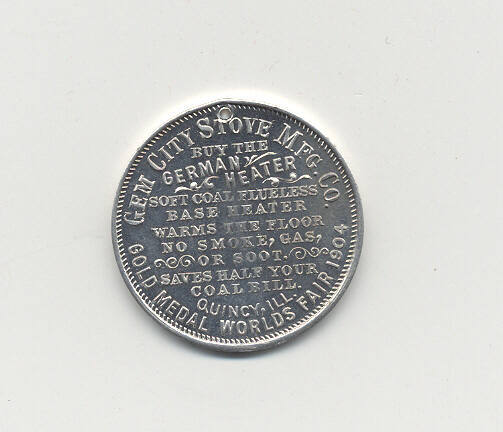 GEM CITY STOVE MFG. CO.
BUY THE
GERMAN
HEATER
SOFT COAL FLUELESS
BASE HEATER
WARMS THE FLOOR
NO SMOKE, GAS,
OR SOOT.
SAVES HALF YOUR
COAL BILL.
QUINCY, ILL.
GOLD MEDAL WORLDS FAIR 1904